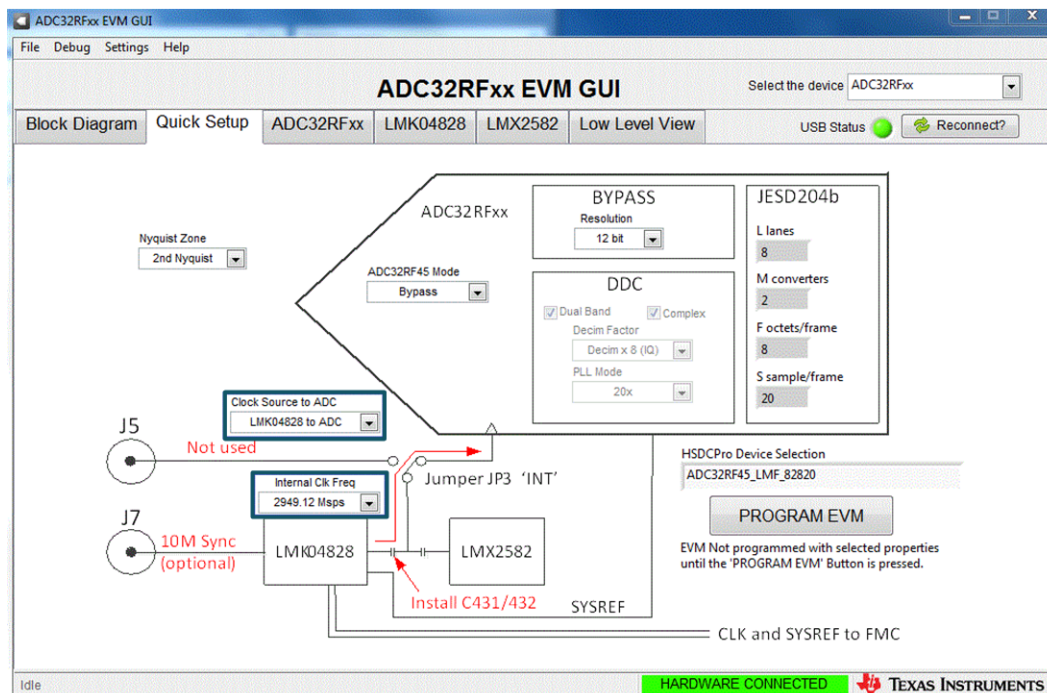 ADC32RFxx EVM GUI
File Debug Settings Help
ADC32RFxx EVM GUI
Select the device ADC32RFxx
Block Diagram Quick Setup ADC32RFxx LMK04828 LMX2582 Low Level View
USB Status Reconnect?
Nyquist Zone
2nd Nyquist
ADC32RFxx
ADC32RF45 Mode
Bypass
BYPASS
Resolution
12 bit
DDC
Dual Band Complex
Decim Factor
Decim x 8 (IQ)
PLL Mode
20x
JESD204b
L lanes
8
M converters
2
F octets/frame
8
S sample/frame
20
Clock Source to ADC
LMK04828 to ADC
J5
Not used
Jumper JP3 'INT'
Internal Clk Freq
2949.12 Msps
J7
10M Sync
(optional)
LMK04828
LMX2582
Install C431/432
SYSREF
CLK and SYSREF to FMC
HSDCPro Device Selection
ADC32RF45_LMF_82820
PROGRAM EVM
EVM Not programmed with selected properties
until the 'PROGRAM EVM' Button is pressed.
Idle
HARDWARE CONNECTED
TEXAS INSTRUMENTS